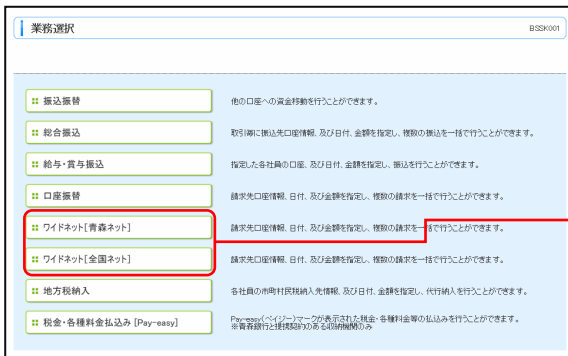 業務選択
BSSK001
振込振替
他の口座への資金移動を行うことができます。
総合振込
取引毎に振込先口座情報、及び日付、金額を指定し、複数の振込を一括で行うことができます。
給与・賞与振込
指定した各社員の口座、及び日付、金額を指定し、振込を行うことができます。
口座振替
請求先口座情報、日付、及び金額を指定し、複数の請求を一括で行うことができます。
ワイドネット[青森ネット]
請求先口座情報、日付、及び金額を指定し、複数の請求を一括で行うことができます。
ワイドネット[全国ネット]
請求先口座情報、日付、及び金額を指定し、複数の請求を一括で行うことができます。
地方税納入
各社員の市町村民税納入先情報、及び日付、金額を指定し、代行納入を行うことができます。
税金・各種料金払込み [Pay-easy]
Pay-easy(ペイジー)マークが表示された税金・各種料金等の払込みを行うことができます。
※青森銀行と提携契約のある収納機関のみ